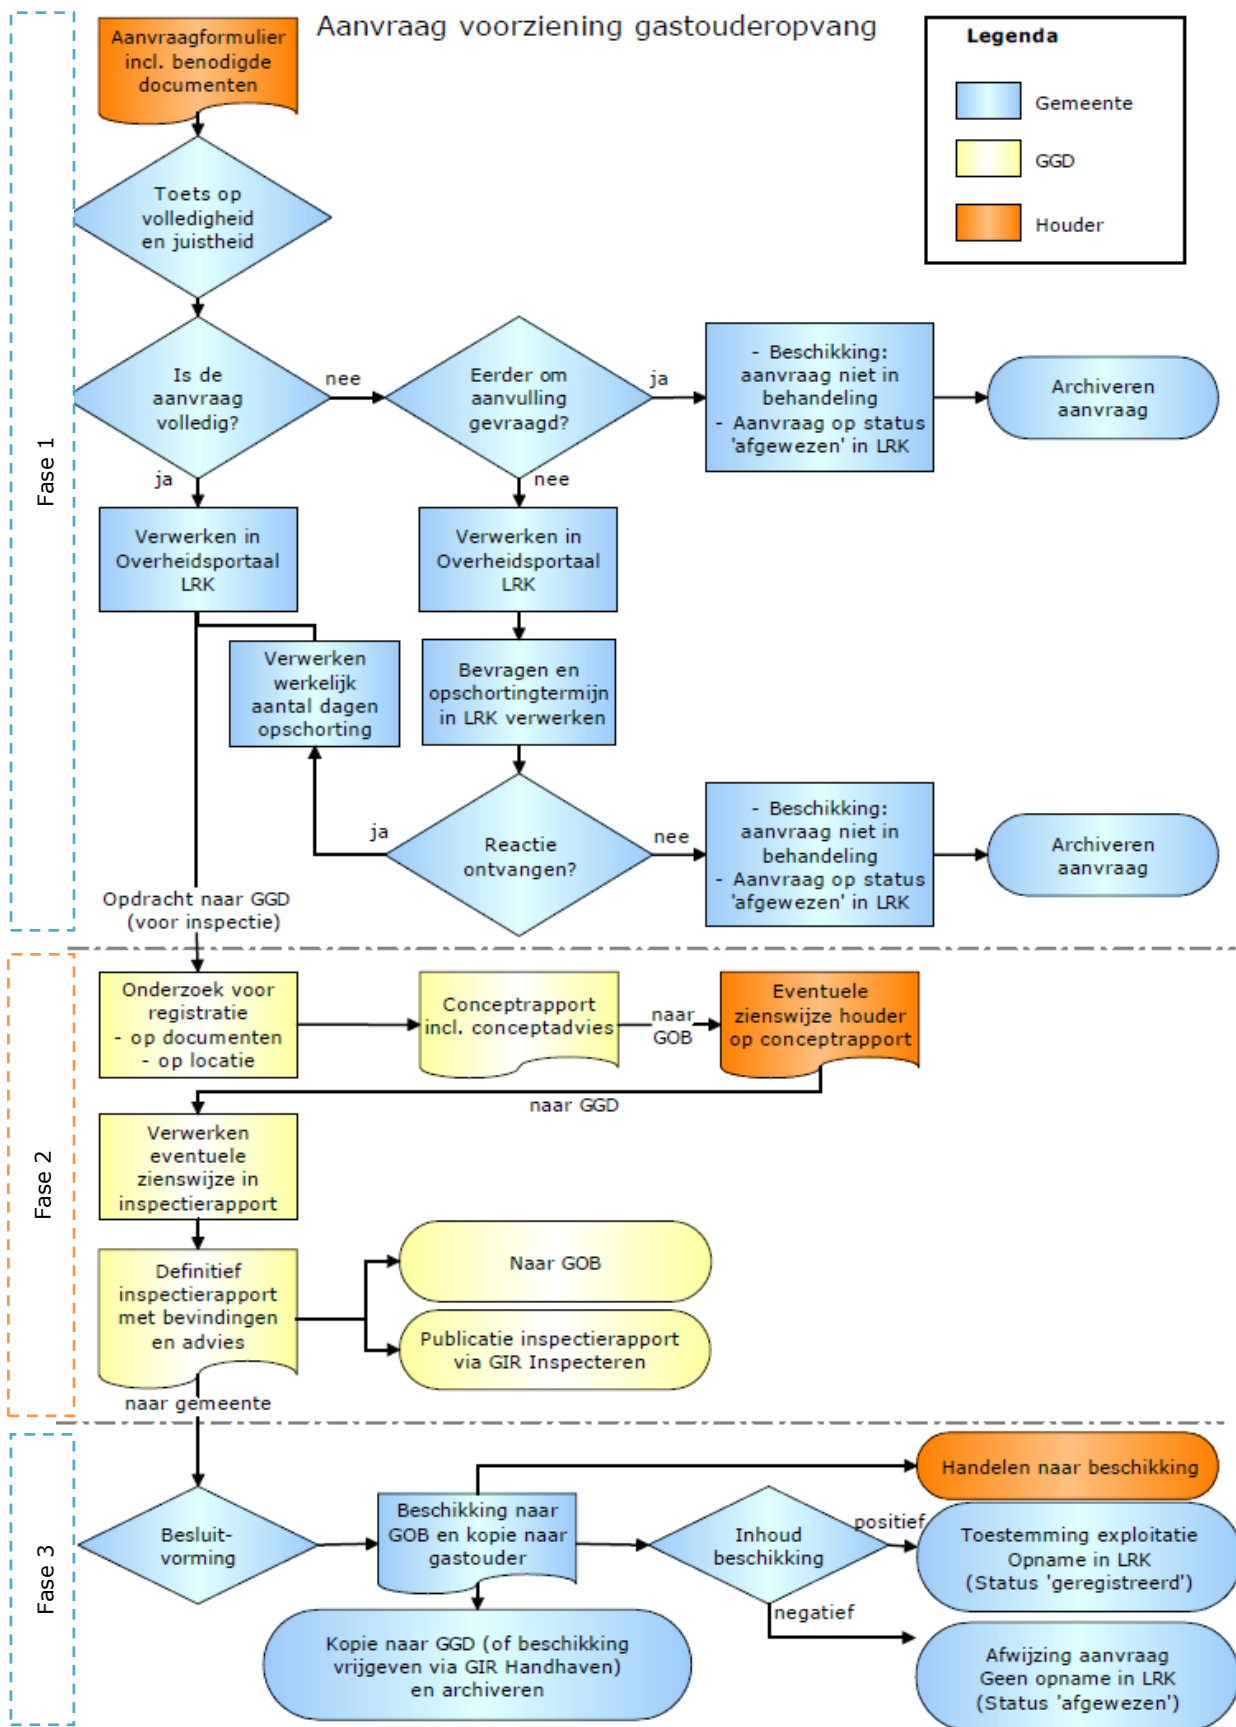 Aanvraag voorziening gastouderopvang
Legenda
Gemeente
GGD
Houder
Fase 1
Aanvraagformulier
incl. benodigde
documenten
Toets op
volledigheid
en juistheid
Is de
aanvraag
volledig?
nee
Eerder om
aanvulling
gevraagd?
ja
- Beschikking:
aanvraag niet in
behandeling
- Aanvraag op status
'afgewezen' in LRK
Archiveren
aanvraag
ja
nee
Verwerken in
Overheidsportaal
LRK
Verwerken in
Overheidsportaal
LRK
Verwerken
werkelijk
aantal dagen
opschorting
Bevragen en
opschortingtermijn
in LRK verwerken
ja
Reactie
ontvangen?
nee
- Beschikking:
aanvraag niet in
behandeling
- Aanvraag op status
'afgewezen' in LRK
Archiveren
aanvraag
Opdracht naar GGD
(voor inspectie)
Fase 2
Onderzoek voor
registratie
- op documenten
- op locatie
Conceptrapport
incl. conceptadvies
naar
GOB
Eventuele
zienswijze houder
op conceptrapport
naar GGD
Verwerken
eventuele
zienswijze in
inspectierapport
Definitief
inspectierapport
met bevindingen
en advies
Naar GOB
Publicatie inspectierapport
via GIR Inspecteren
naar gemeente
Fase 3
Besluit-
vorming
Beschikking naar
GOB en kopie naar
gastouder
Inhoud
beschikking
Handelen naar beschikking
positief
Toestemming exploitatie
Opname in LRK
(Status 'geregistreerd')
negatief
Afwijzing aanvraag
Geen opname in LRK
(Status 'afgewezen')
Kopie naar GGD (of beschikking
vrijgeven via GIR Handhaven)
en archiveren